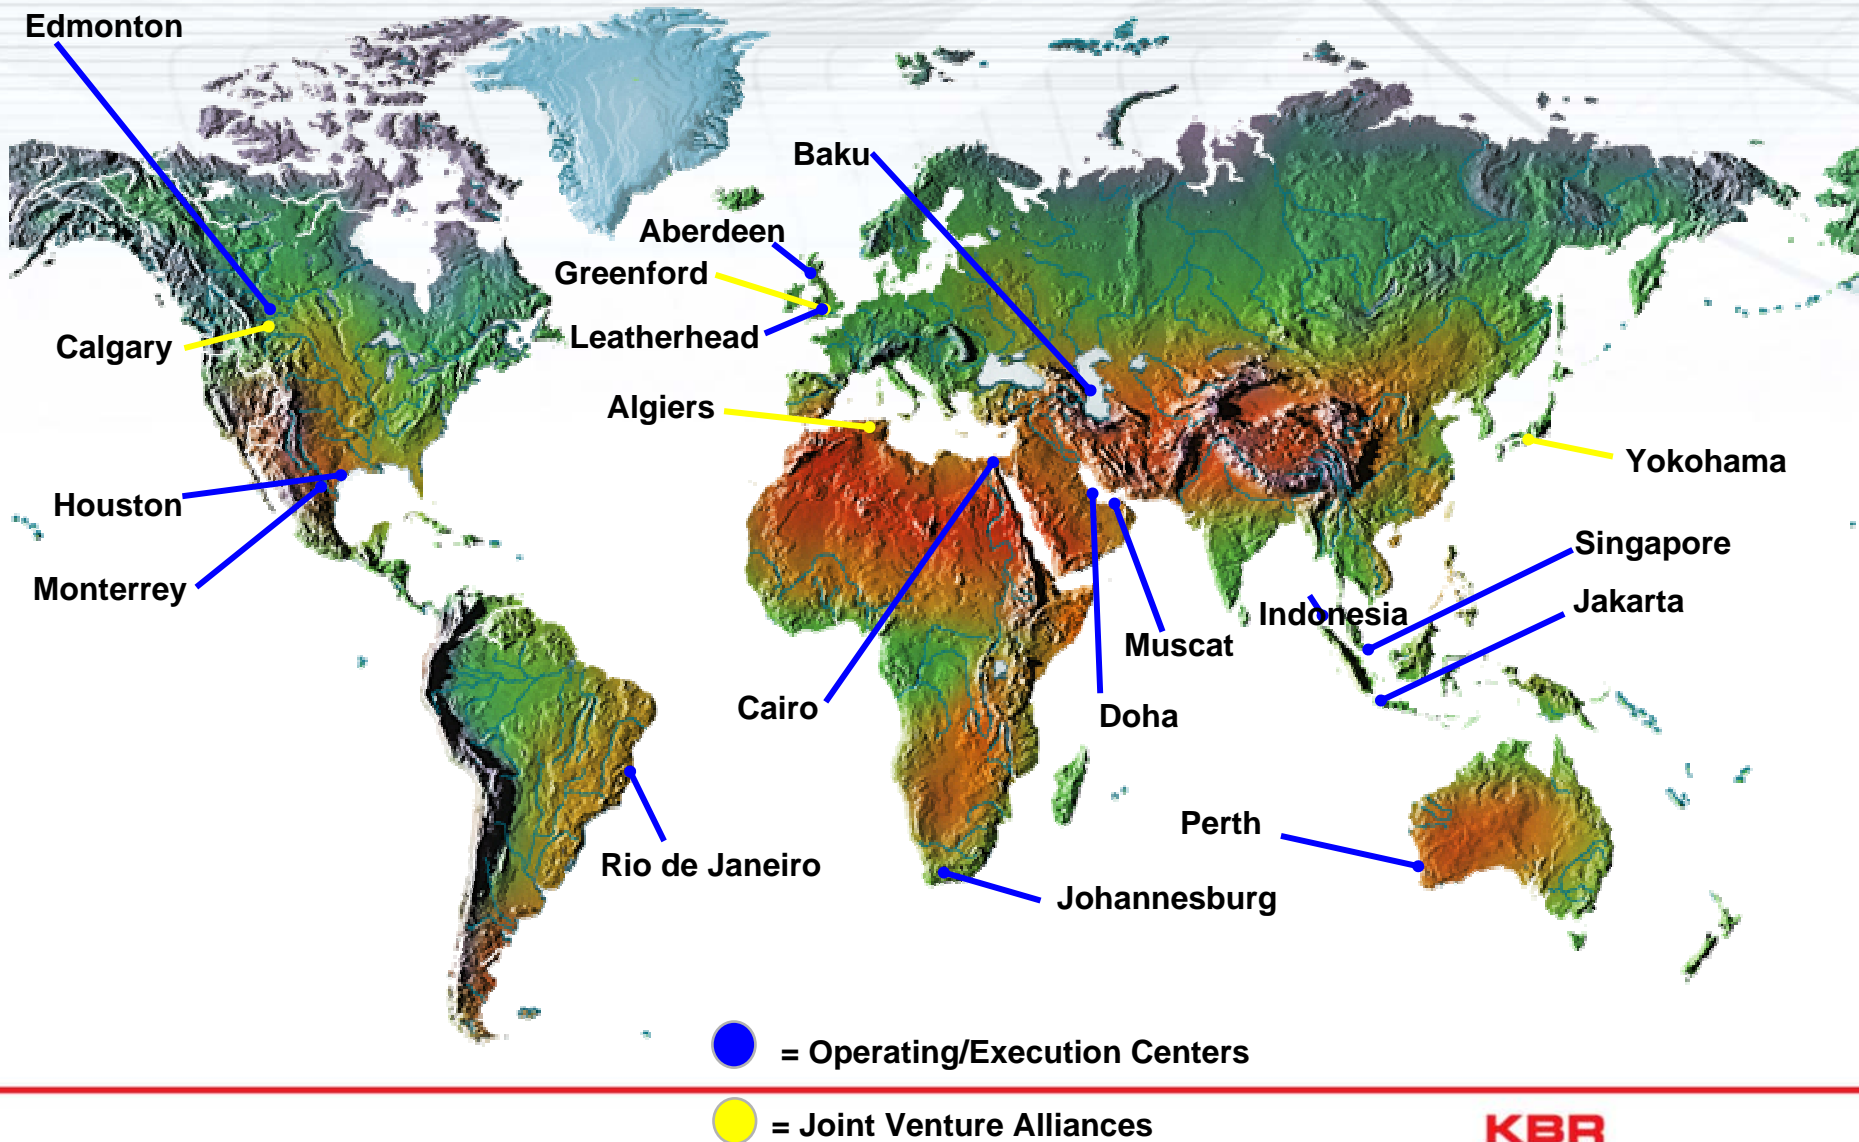 Edmonton
Baku
Aberdeen
Greenford
Leatherhead
Calgary
Algiers
Yokohama
Houston
Singapore
Monterrey
Indonesia
Jakarta
Muscat
Cairo
Doha
Perth
Rio de Janeiro
Johannesburg
= Operating/Execution Centers
= Joint Venture Alliances
KBR